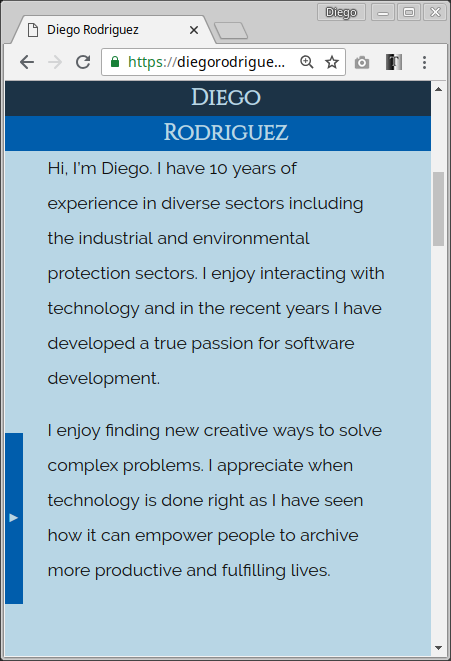 Diego
Diego Rodriguez
https://diegorodrigue...
DIEGO
RODRIGUEZ
Hi, I'm Diego. I have 10 years of
experience in diverse sectors including
the industrial and environmental
protection sectors. I enjoy interacting with
technology and in the recent years I have
developed a true passion for software
development.
I enjoy finding new creative ways to solve
complex problems. I appreciate when
technology is done right as I have seen
how it can empower people to archive
more productive and fulfilling lives.